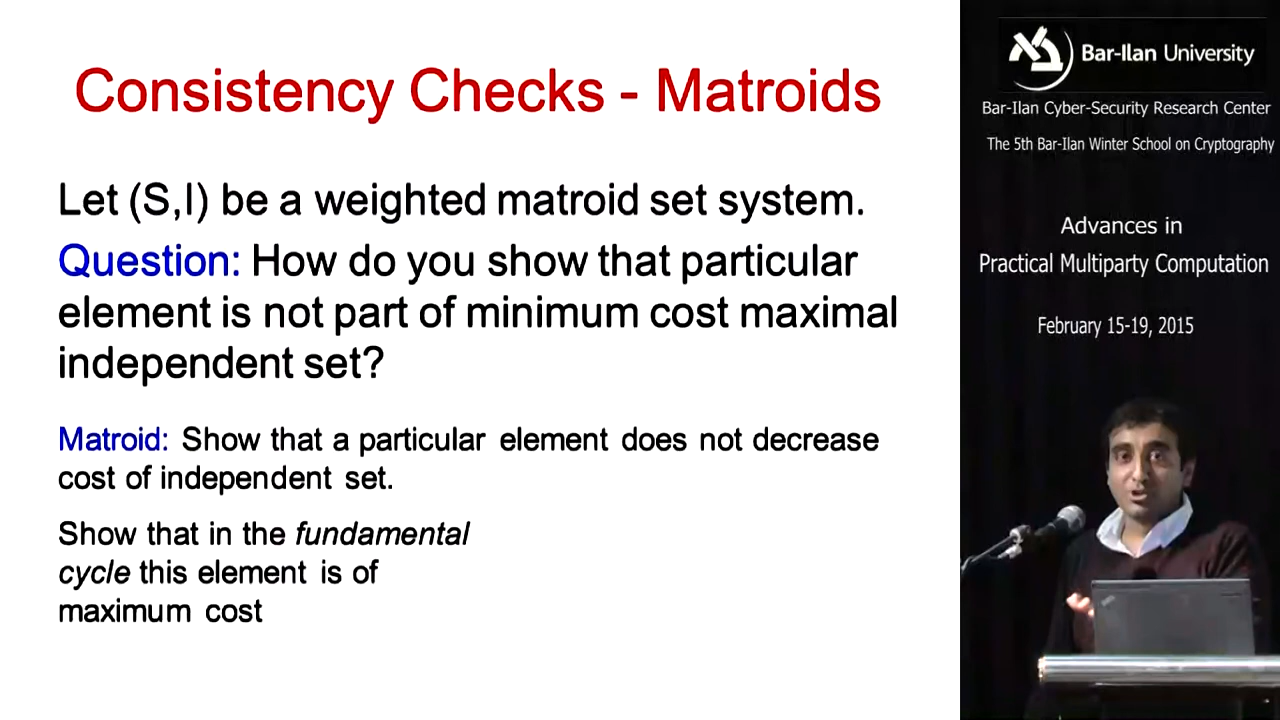 Consistency Checks - Matroids
Let (S,I) be a weighted matroid set system.
Question: How do you show that particular
element is not part of minimum cost maximal
independent set?
Matroid: Show that a particular element does not decrease
cost of independent set.
Show that in the fundamental
cycle this element is of
maximum cost
Bar-Ilan University
Bar-Ilan Cyber-Security Research Center
The 5th Bar-Ilan Winter School on Cryptography
Advances in
Practical Multiparty Computation
February 15-19, 2015